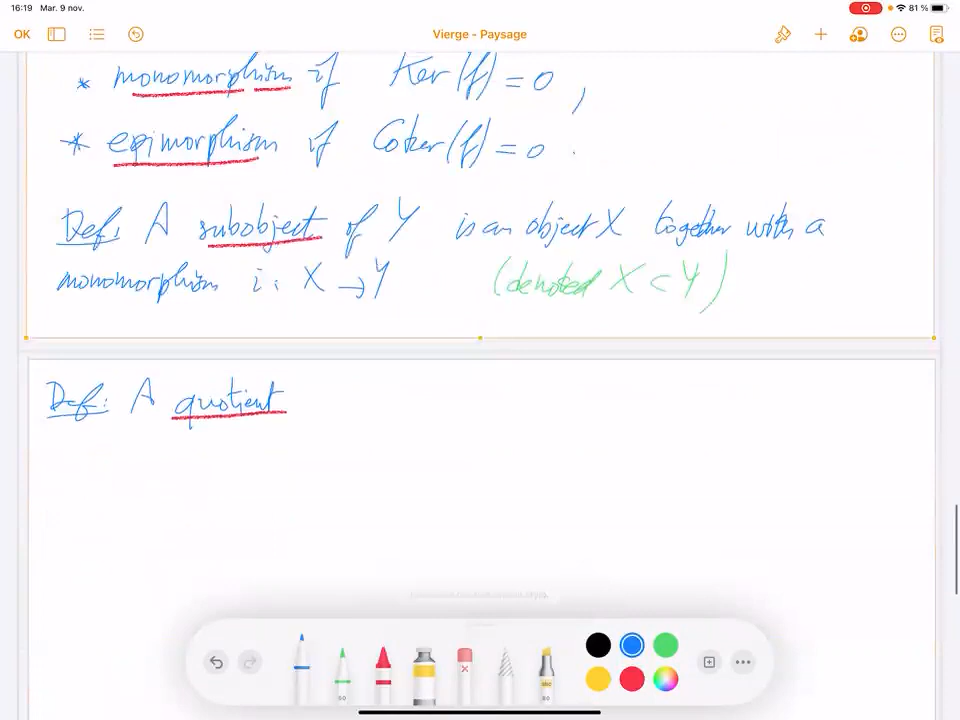 16:19 Mar. 9 nov. 81 %
OK Vierge – Paysage
* monomorphism if Ker(f) = 0,
* epimorphism if Coker(f) = 0.
Def: A subobject of Y is an object X together with a
monomorphism i: X → Y (denoted X ⊂ Y)
Def: A quotient